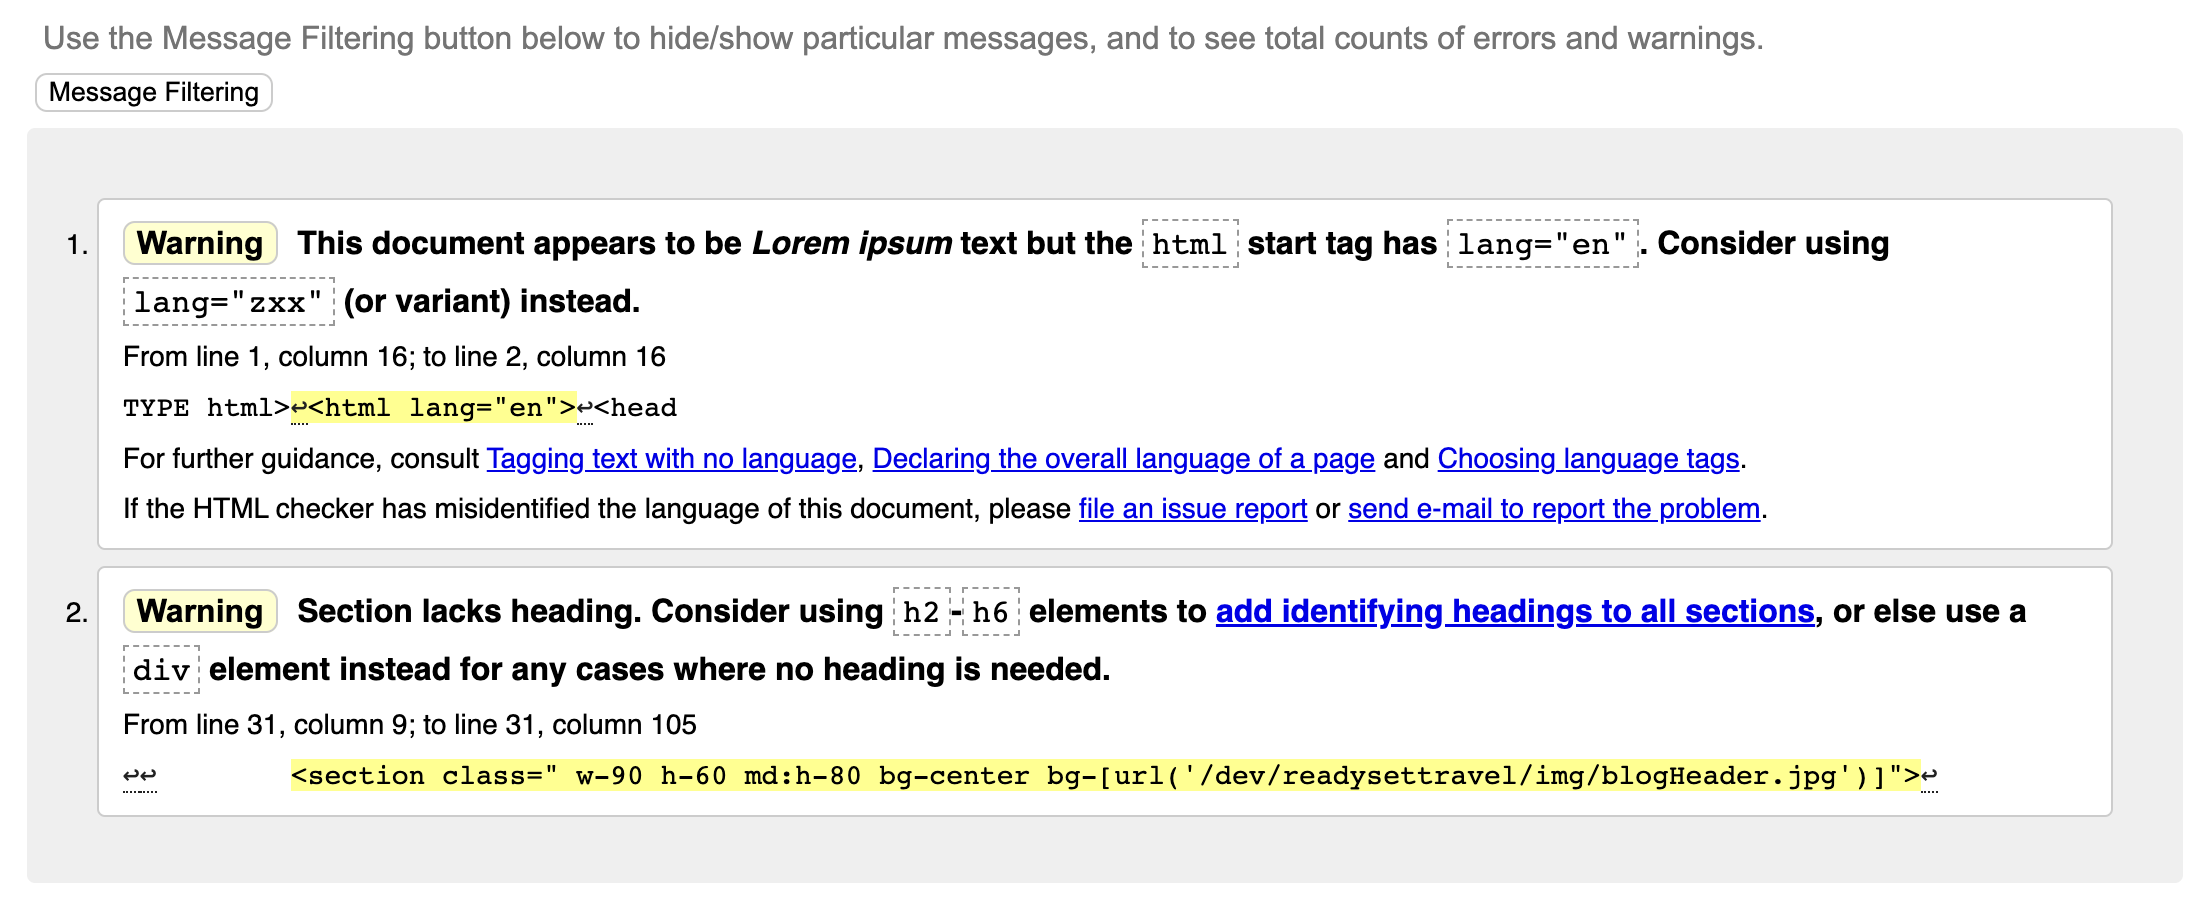 Use the Message Filtering button below to hide/show particular messages, and to see total counts of errors and warnings.
Message Filtering
1. Warning This document appears to be Lorem ipsum text but the html start tag has lang="en". Consider using
lang="zxx" (or variant) instead.
From line 1, column 16; to line 2, column 16
TYPE html>↩<html lang="en">↩<head
For further guidance, consult Tagging text with no language, Declaring the overall language of a page and Choosing language tags.
If the HTML checker has misidentified the language of this document, please file an issue report or send e-mail to report the problem.
2. Warning Section lacks heading. Consider using h2-h6 elements to add identifying headings to all sections, or else use a
div element instead for any cases where no heading is needed.
From line 31, column 9; to line 31, column 105
↩↩        <section class=" w-90 h-60 md:h-80 bg-center bg-[url('/dev/readysettravel/img/blogHeader.jpg')]">↩